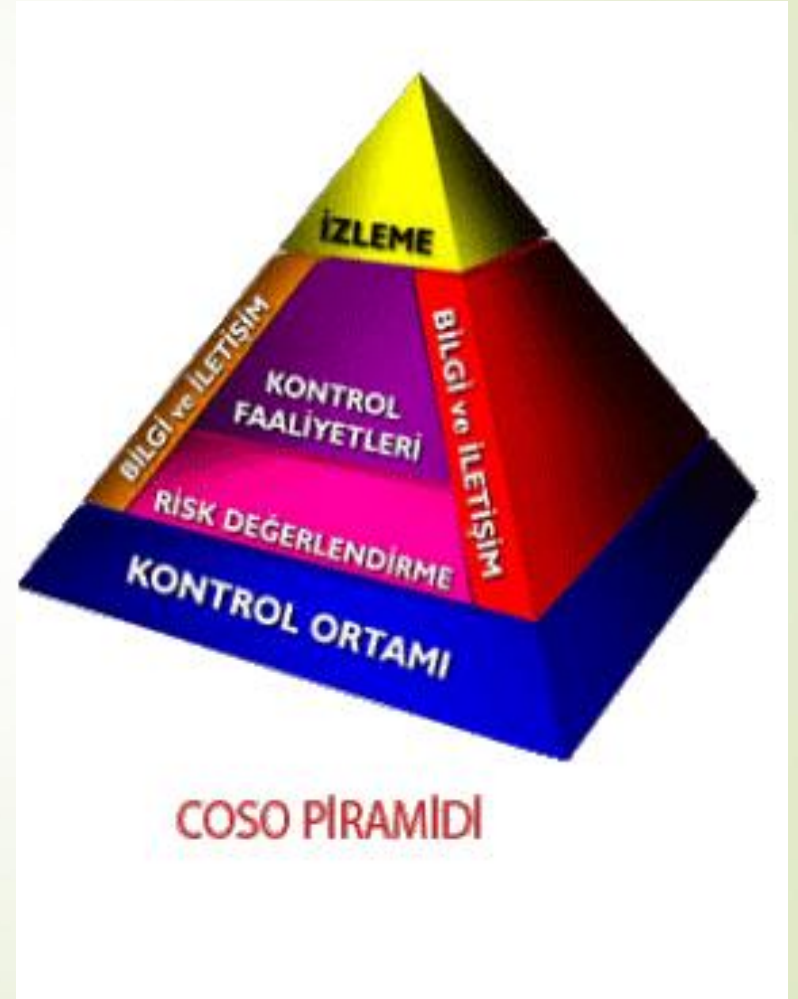 İZLEME
BİLGİ ve İLETİŞİM
KONTROL
FAALİYETLERİ
BİLGİ ve İLETİŞİM
RİSK DEĞERLENDİRME
KONTROL ORTAMI
COSO PİRAMİDİ